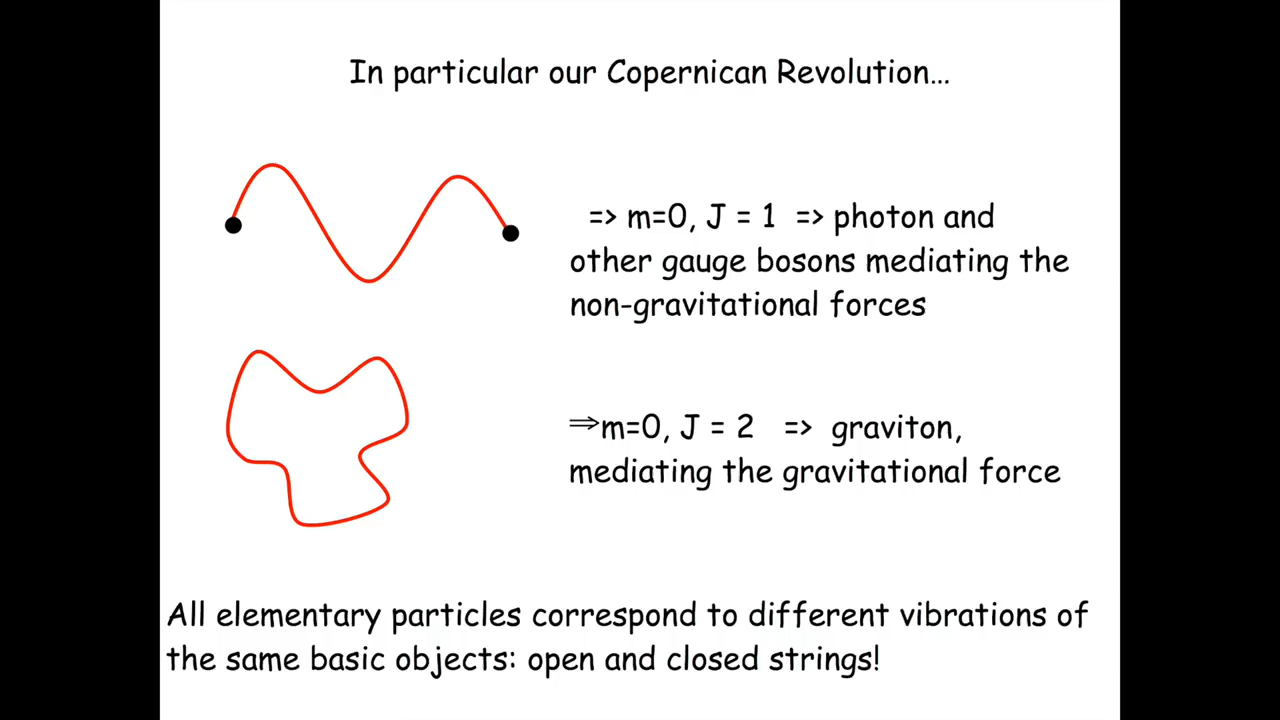 In particular our Copernican Revolution…
=> m=0, J = 1 => photon and
other gauge bosons mediating the
non-gravitational forces
⇒m=0, J = 2 => graviton,
mediating the gravitational force
All elementary particles correspond to different vibrations of
the same basic objects: open and closed strings!